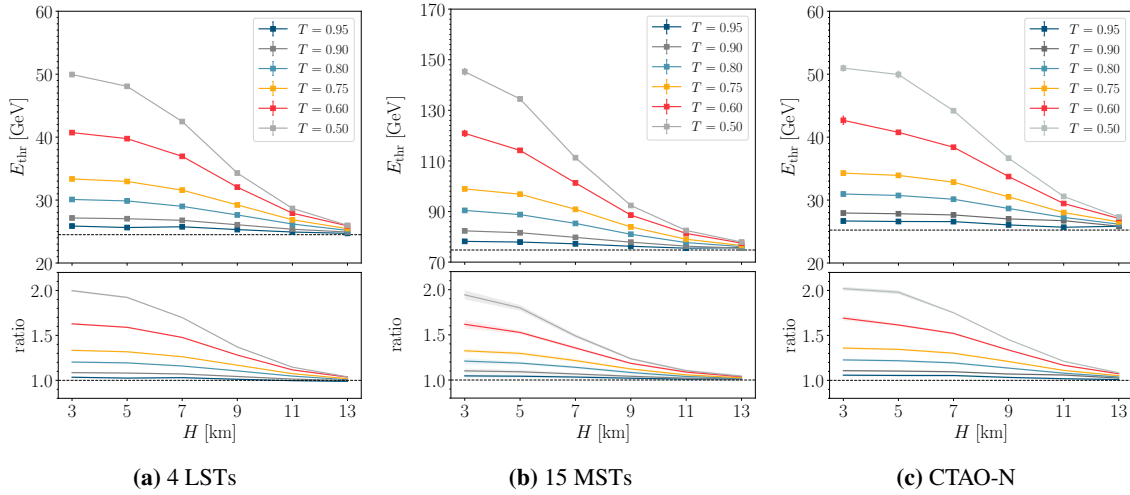 60
50
40
30
20
E_thr [GeV]
T = 0.95
T = 0.90
T = 0.80
T = 0.75
T = 0.60
T = 0.50
2.0
1.5
1.0
ratio
3 5 7 9 11 13
H [km]
(a) 4 LSTs
170
150
130
110
90
70
E_thr [GeV]
T = 0.95
T = 0.90
T = 0.80
T = 0.75
T = 0.60
T = 0.50
2.0
1.5
1.0
ratio
3 5 7 9 11 13
H [km]
(b) 15 MSTs
60
50
40
30
20
E_thr [GeV]
T = 0.95
T = 0.90
T = 0.80
T = 0.75
T = 0.60
T = 0.50
2.0
1.5
1.0
ratio
3 5 7 9 11 13
H [km]
(c) CTAO-N